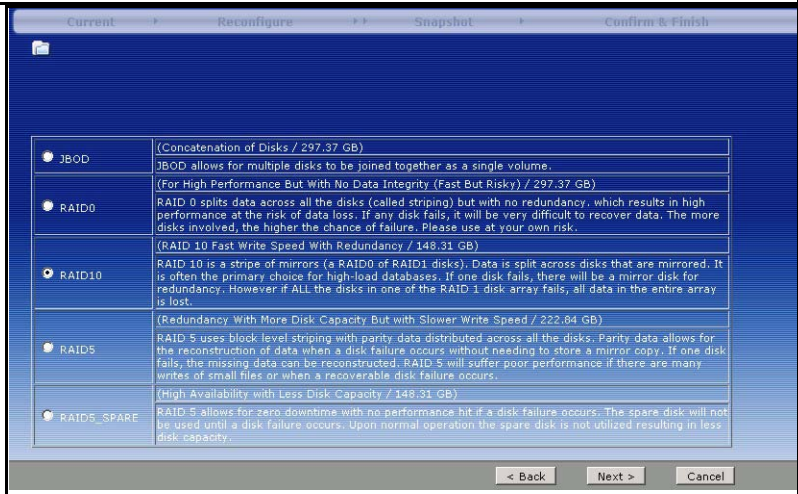 Current Reconfigure Snapshot Confirm & Finish
JBOD
(Concatenation of Disks / 297.37 GB)
JBOD allows for multiple disks to be joined together as a single volume.
RAID0
(For High Performance But With No Data Integrity (Fast But Risky) / 297.37 GB)
RAID 0 splits data across all the disks (called striping) but with no redundancy. which results in high
performance at the risk of data loss. If any disk fails, it will be very difficult to recover data. The more
disks involved, the higher the chance of failure. Please use at your own risk.
RAID10
(RAID 10 Fast Write Speed With Redundancy / 148.31 GB)
RAID 10 is a stripe of mirrors (a RAID0 of RAID1 disks). Data is split across disks that are mirrored. It
is often the primary choice for high-load databases. If one disk fails, there will be a mirror disk for
redundancy. However if ALL the disks in one of the RAID 1 disk array fails, all data in the entire array
is lost.
RAID5
(Redundancy With More Disk Capacity But with Slower Write Speed / 222.84 GB)
RAID 5 uses block level striping with parity data distributed across all the disks. Parity data allows for
the reconstruction of data when a disk failure occurs without needing to store a mirror copy. If one disk
fails, the missing data can be reconstructed. RAID 5 will suffer poor performance if there are many
writes of small files or when a recoverable disk failure occurs.
RAID5_SPARE
(High Availability with Less Disk Capacity / 148.31 GB)
RAID 5 allows for zero downtime with no performance hit if a disk failure occurs. The spare disk will not
be used until a disk failure occurs. Upon normal operation the spare disk is not utilized resulting in less
disk capacity.
< Back Next > Cancel